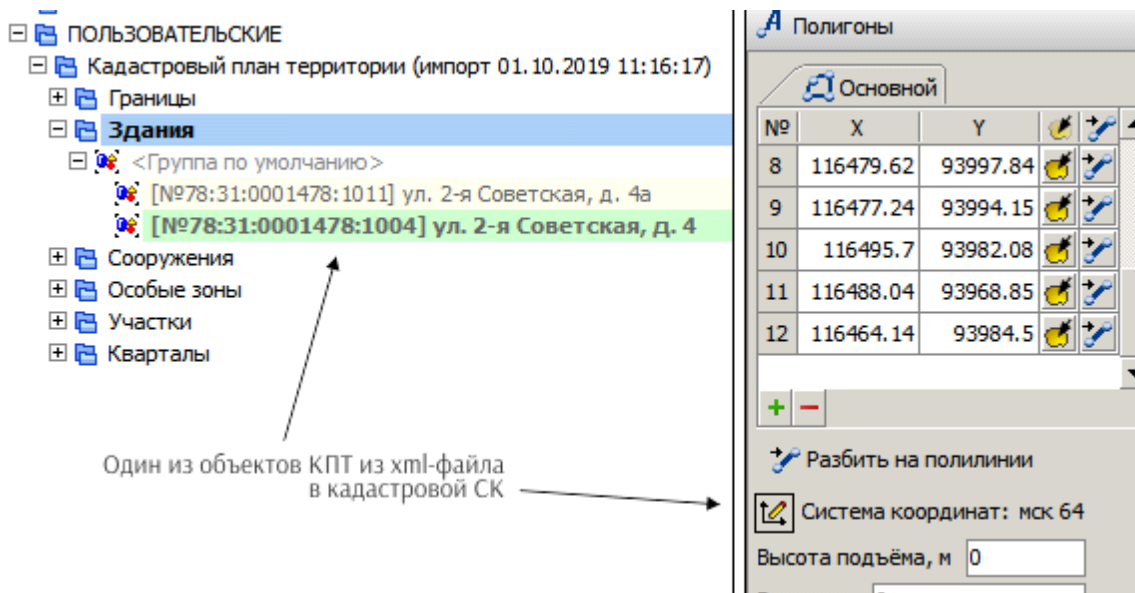 ПОЛЬЗОВАТЕЛЬСКИЕ
Кадастровый план территории (импорт 01.10.2019 11:16:17)
Границы
Здания
<Группа по умолчанию>
[№78:31:0001478:1011] ул. 2-я Советская, д. 4а
[№78:31:0001478:1004] ул. 2-я Советская, д. 4
Сооружения
Особые зоны
Участки
Кварталы
Один из объектов КПТ из xml-файла
в кадастровой СК
Полигоны
Основной
№ X Y
8 116479.62 93997.84
9 116477.24 93994.15
10 116495.7 93982.08
11 116488.04 93968.85
12 116464.14 93984.5
Разбить на полилинии
Система координат: мск 64
Высота подъёма, м 0